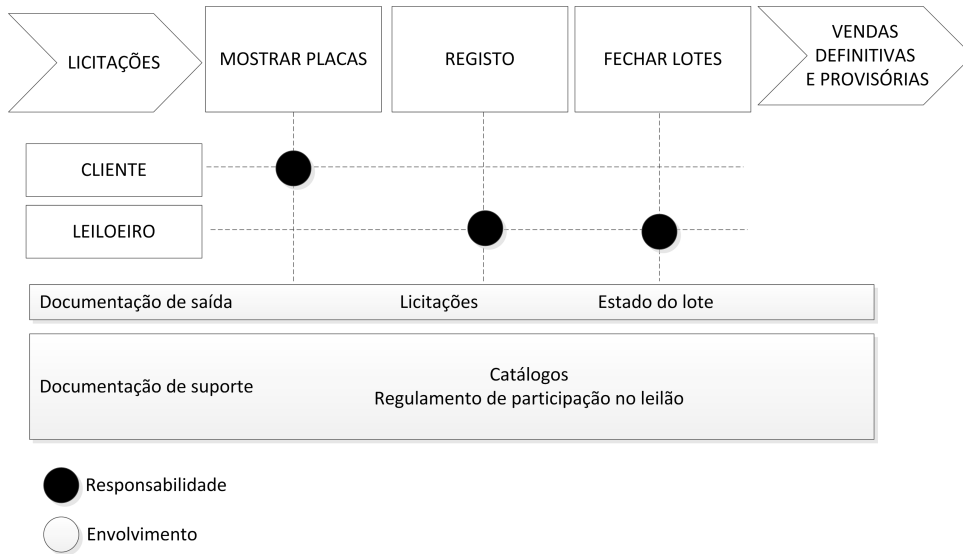 LICITAÇÕES
MOSTRAR PLACAS
REGISTO
FECHAR LOTES
VENDAS
DEFINITIVAS
E PROVISÓRIAS
CLIENTE
LEILOEIRO
Documentação de saída
Licitações
Estado do lote
Documentação de suporte
Catálogos
Regulamento de participação no leilão
Responsabilidade
Envolvimento